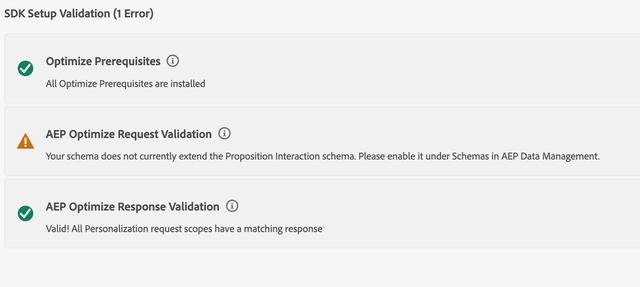 SDK Setup Validation (1 Error)
Optimize Prerequisites
All Optimize Prerequisites are installed
AEP Optimize Request Validation
Your schema does not currently extend the Proposition Interaction schema. Please enable it under Schemas in AEP Data Management.
AEP Optimize Response Validation
Valid! All Personalization request scopes have a matching response